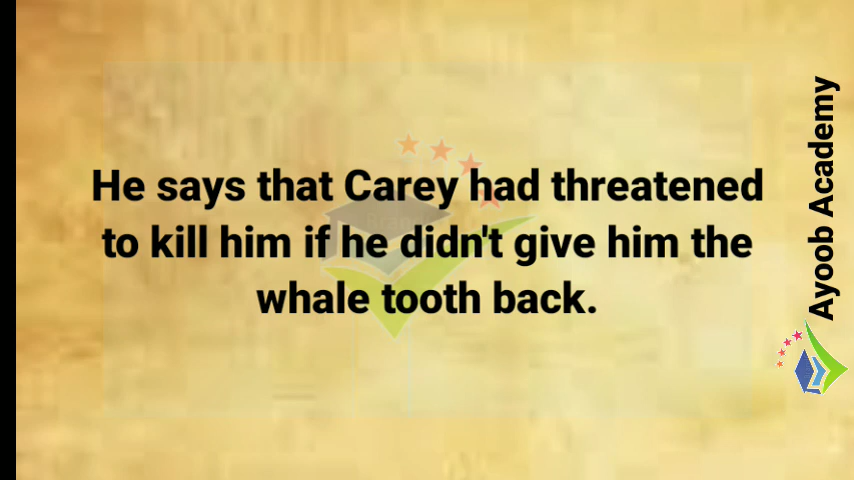 He says that Carey had threatened
to kill him if he didn't give him the
whale tooth back.
Ayoob Academy